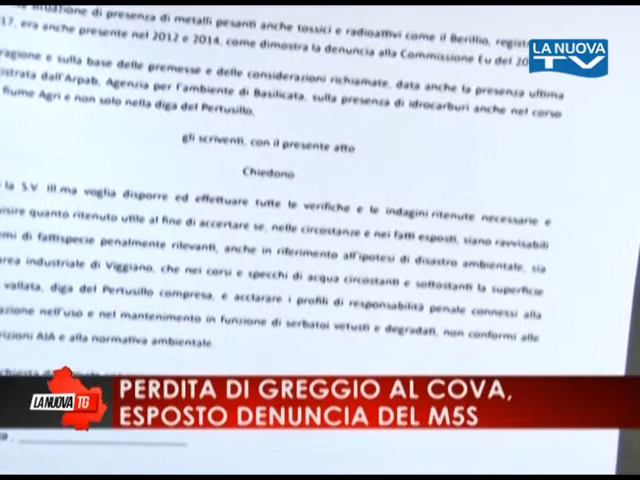 situazione di presenza di metalli pesanti anche tossici e radioattivi come il Berillio,
17, era anche presente nel 2012 e 2014, come dimostra la denuncia alla Commissione Eu del
ragione e sulla base delle premesse e delle considerazioni richiamate, data anche la presenza ultima
dall'Arpab, Agenzia per l'ambiente di Basilicata, sulla presenza di idrocarburi anche nel corso
fiume Agri e non solo nella diga del Pertusillo,
gli scriventi, con il presente atto
Chiedono
la S.V. Ill.ma voglia disporre ed effettuare tutte le verifiche e le indagini ritenute necessarie e
quanto ritenuto utile al fine di accertare se, nelle circostanze e nei fatti esposti, siano ravvisabili
di fattispecie penalmente rilevanti, anche in riferimento all'ipotesi di disastro ambientale, sia
area industriale di Viggiano, che nei corsi e specchi di acqua circostanti e sottostanti la superficie
vallata, diga del Pertusillo compresa, e acclarare i profili di responsabilità penale connessi alla
nell'uso e nel mantenimento in funzione di serbatoi vetusti e degradati, non conformi alle
AIA e alla normativa ambientale.
LA NUOVA
TV
LA NUOVA TG
PERDITA DI GREGGIO AL COVA,
ESPOSTO DENUNCIA DEL M5S